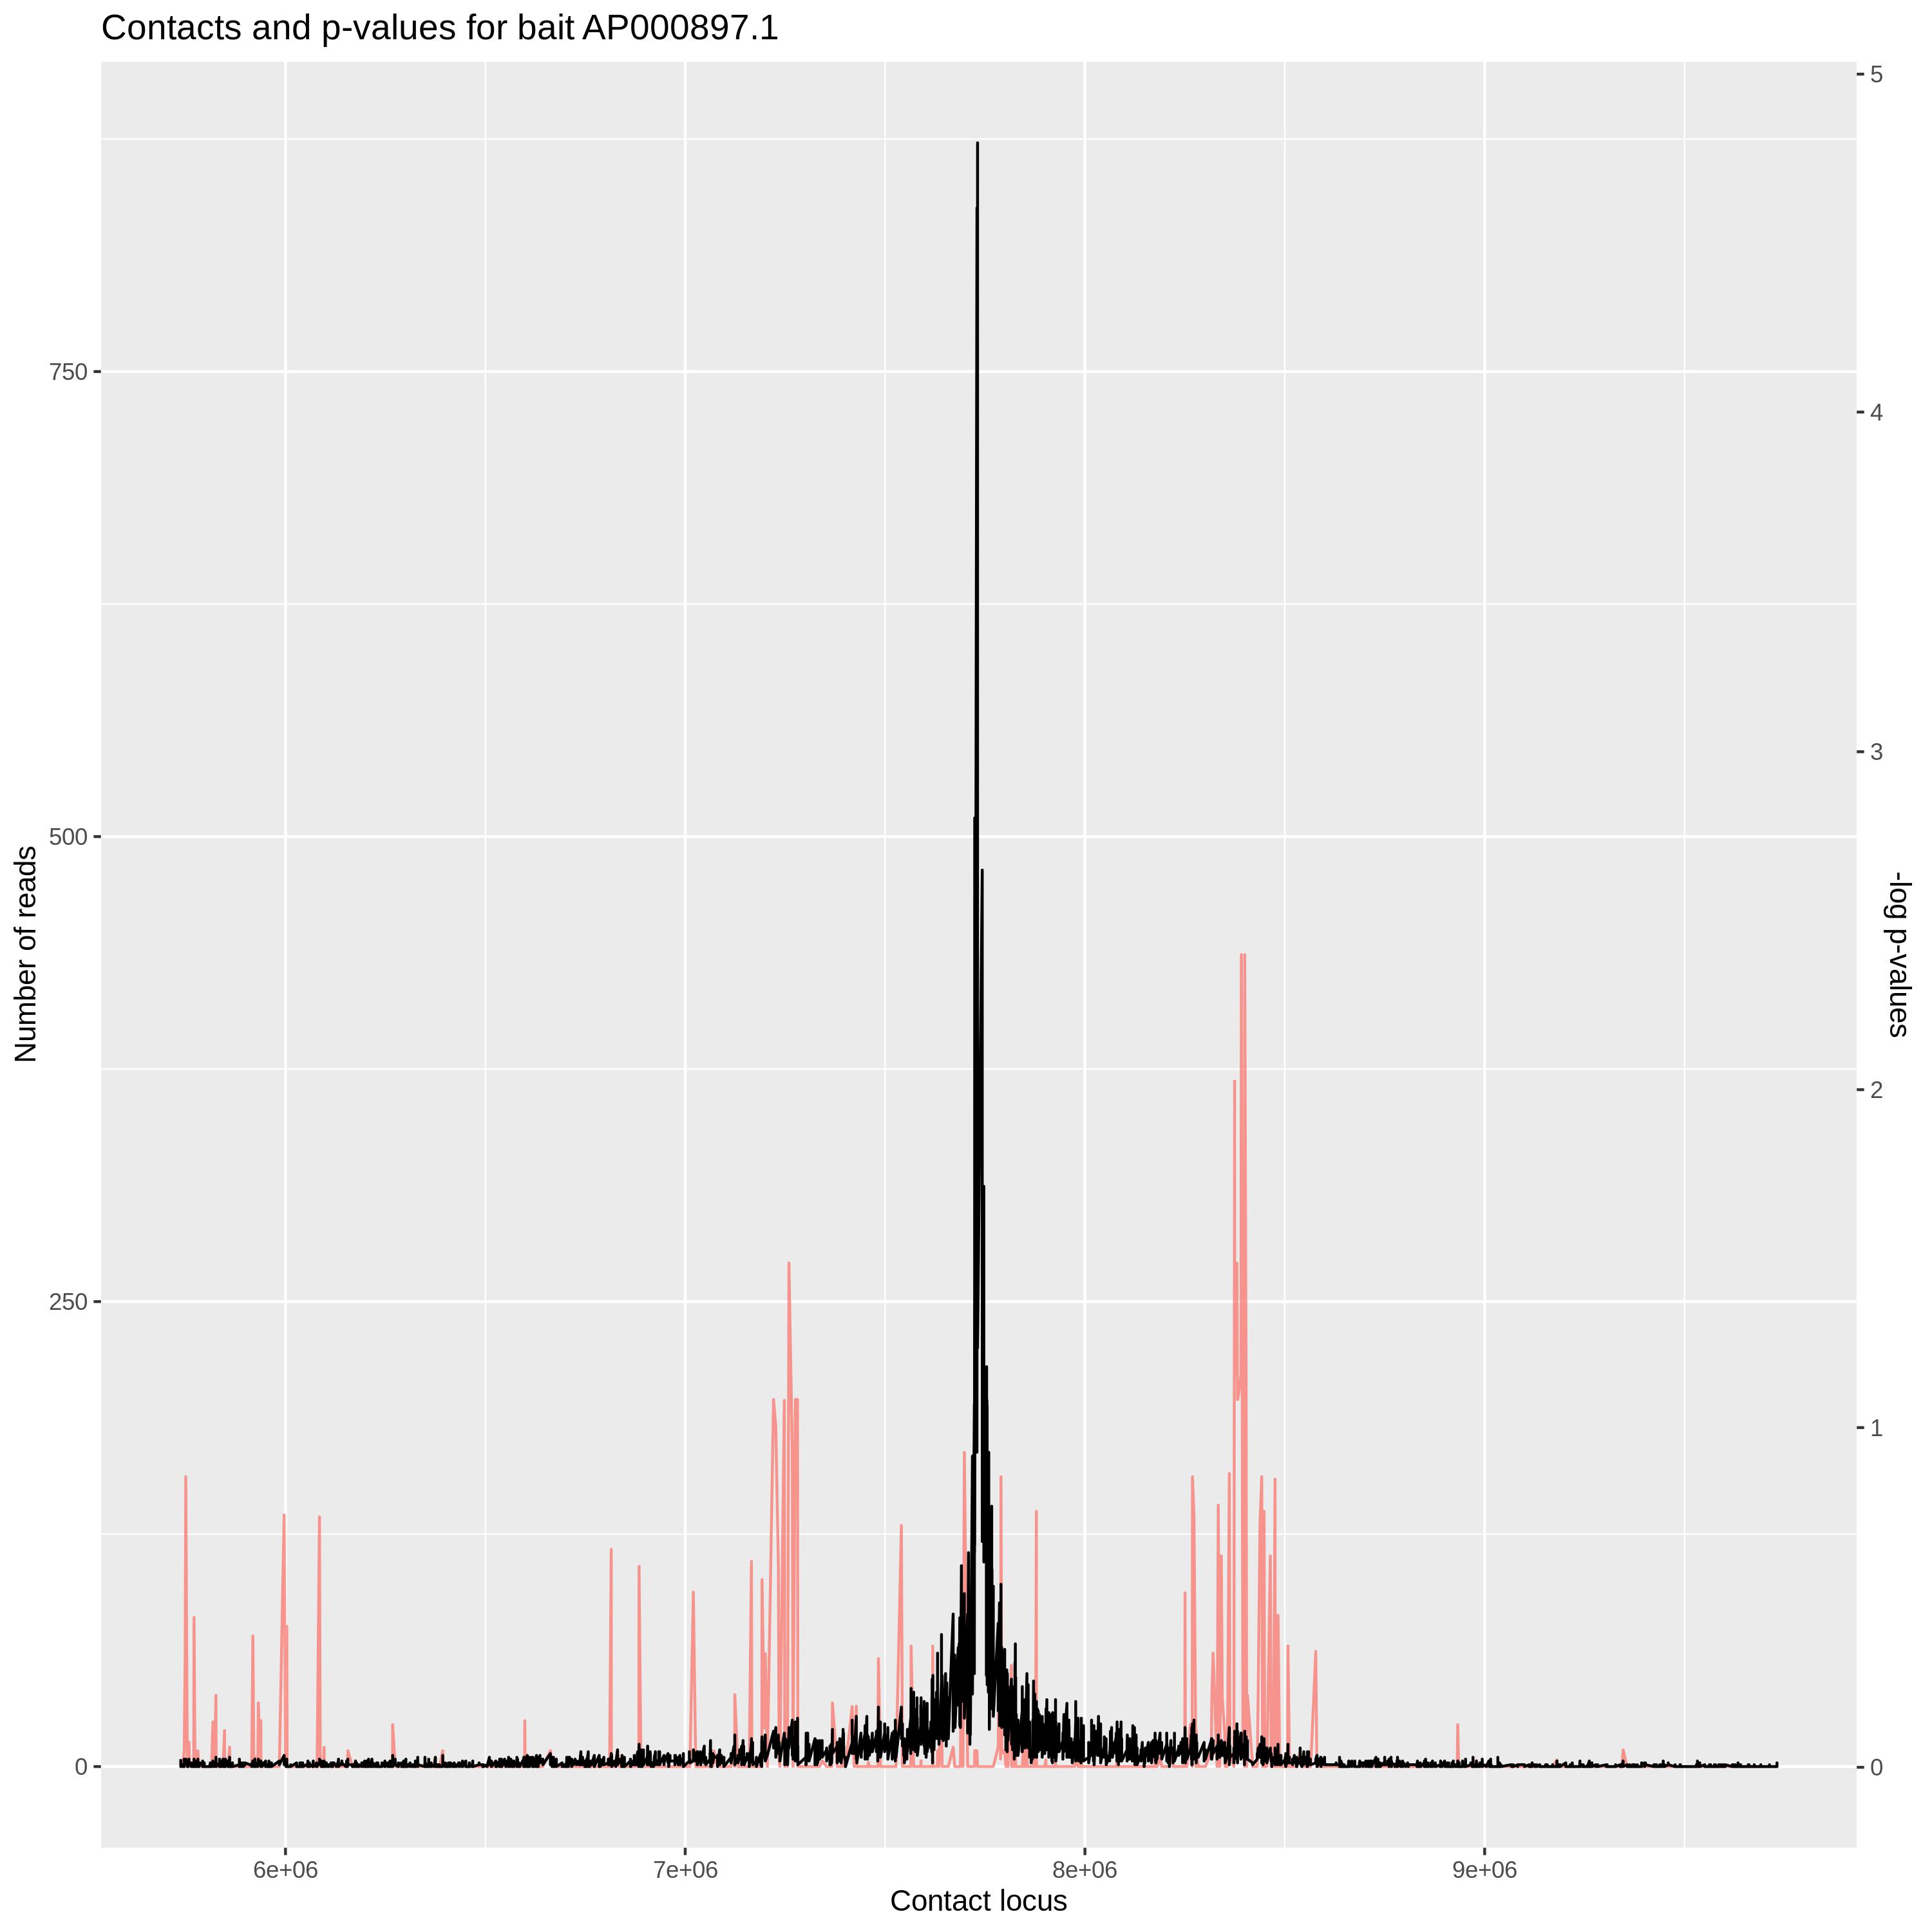 Contacts and p-values for bait AP000897.1
Number of reads
750
500
250
0
5
4
3
2
1
0
-log p-values
6e+06
7e+06
8e+06
9e+06
Contact locus